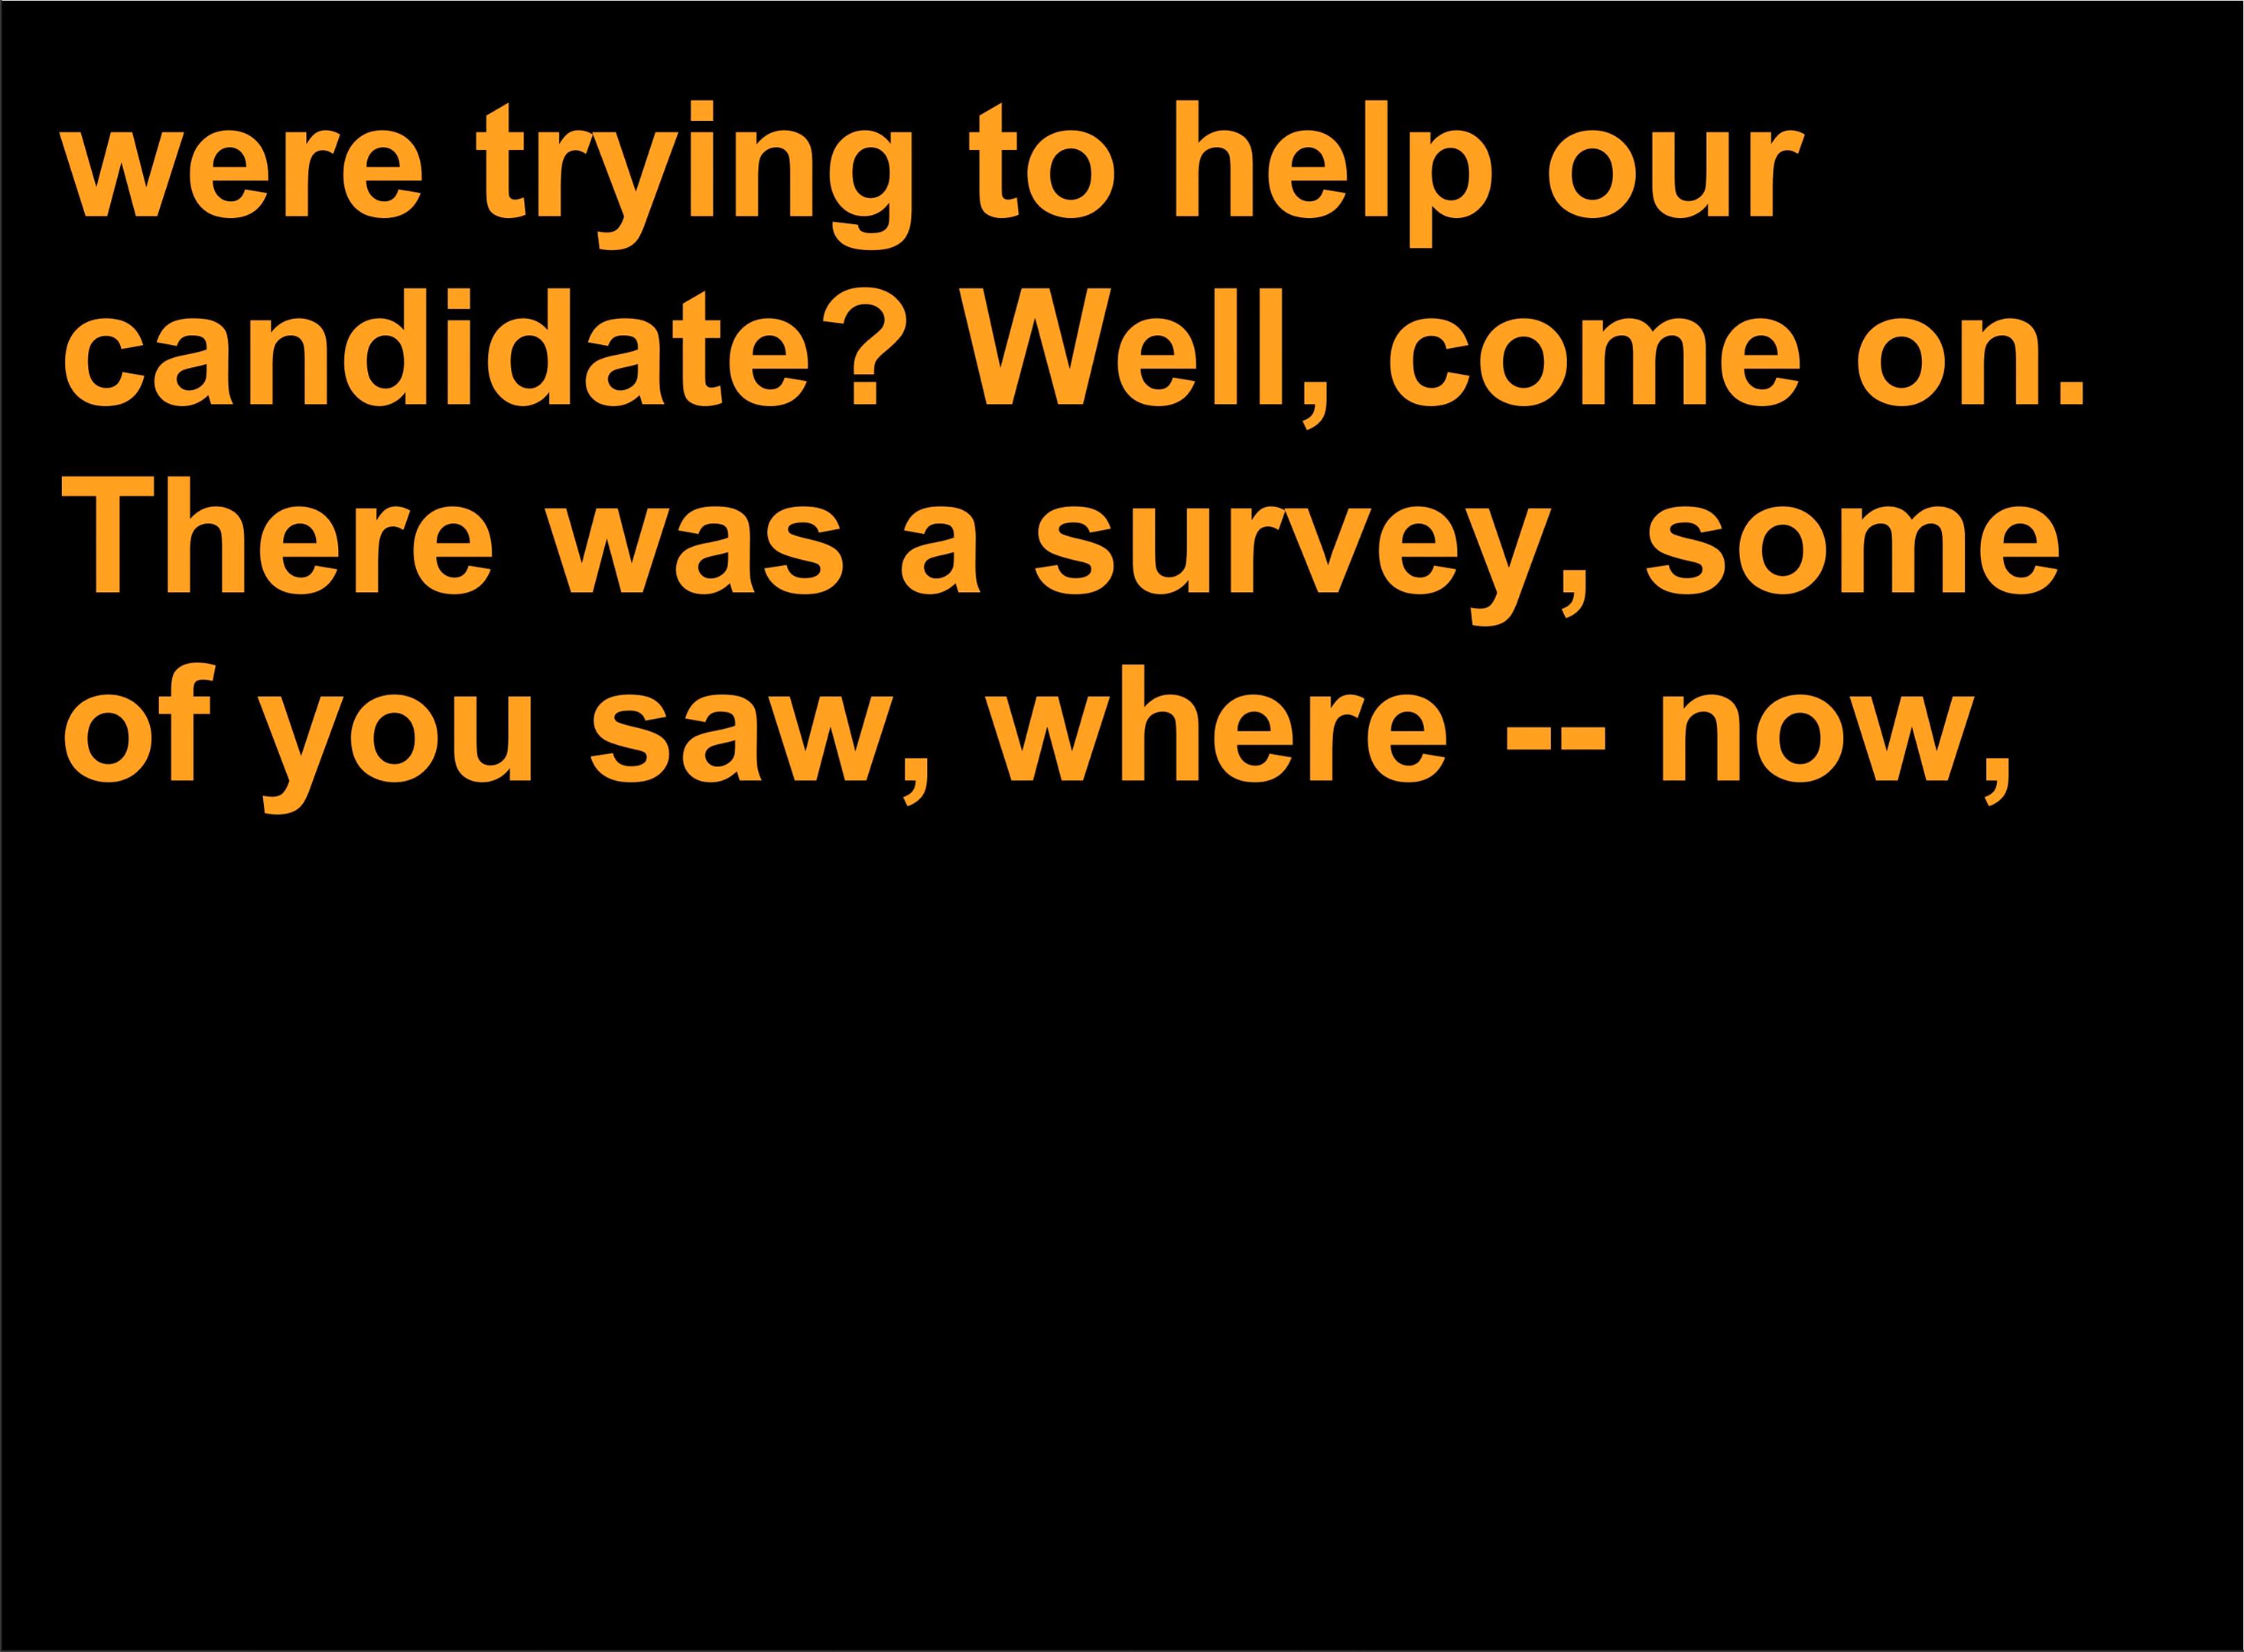 were trying to help our
candidate? Well, come on.
There was a survey, some
of you saw, where -- now,